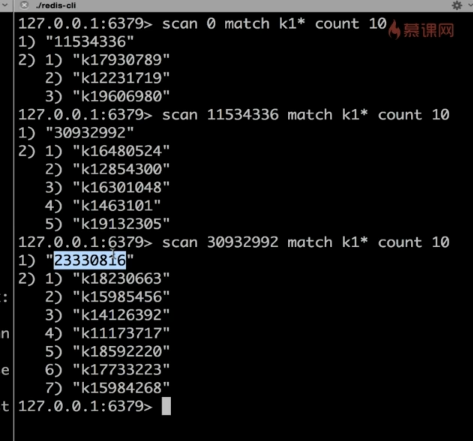 ./redis-cli
127.0.0.1:6379> scan 0 match k1* count 10
慕课网
1) "11534336"
2) 1) "k17930789"
2) "k12231719"
3) "k19606980"
127.0.0.1:6379> scan 11534336 match k1* count 10
1) "30932992"
2) 1) "k16480524"
2) "k12854300"
3) "k16301048"
4) "k1463101"
5) "k19132305"
127.0.0.1:6379> scan 30932992 match k1* count 10
1) "23330816"
2) 1) "k18230663"
2) "k15985456"
3) "k14126392"
4) "k11173717"
5) "k18592220"
6) "k17733223"
7) "k15984268"
127.0.0.1:6379>